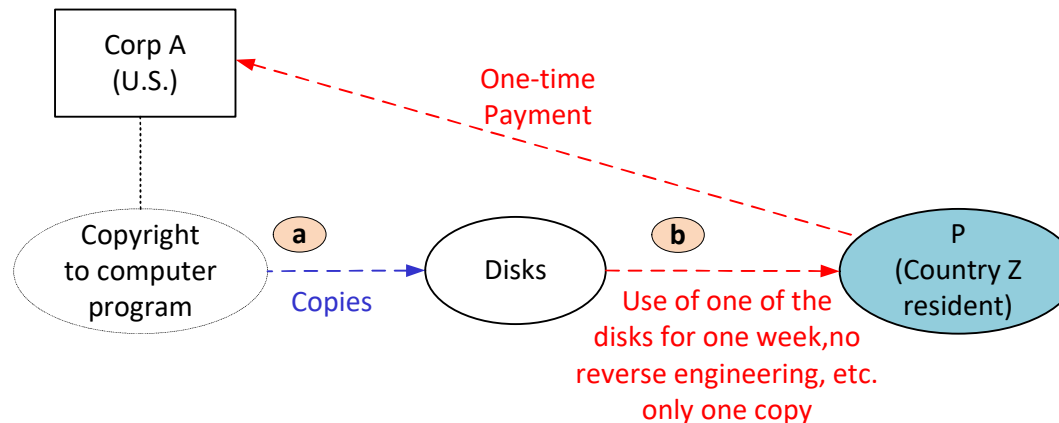 Corp A
(U.S.)
One-time
Payment
Copyright
to computer
program
a
Copies
Disks
b
Use of one of the
disks for one week,no
reverse engineering, etc.
only one copy
P
(Country Z
resident)